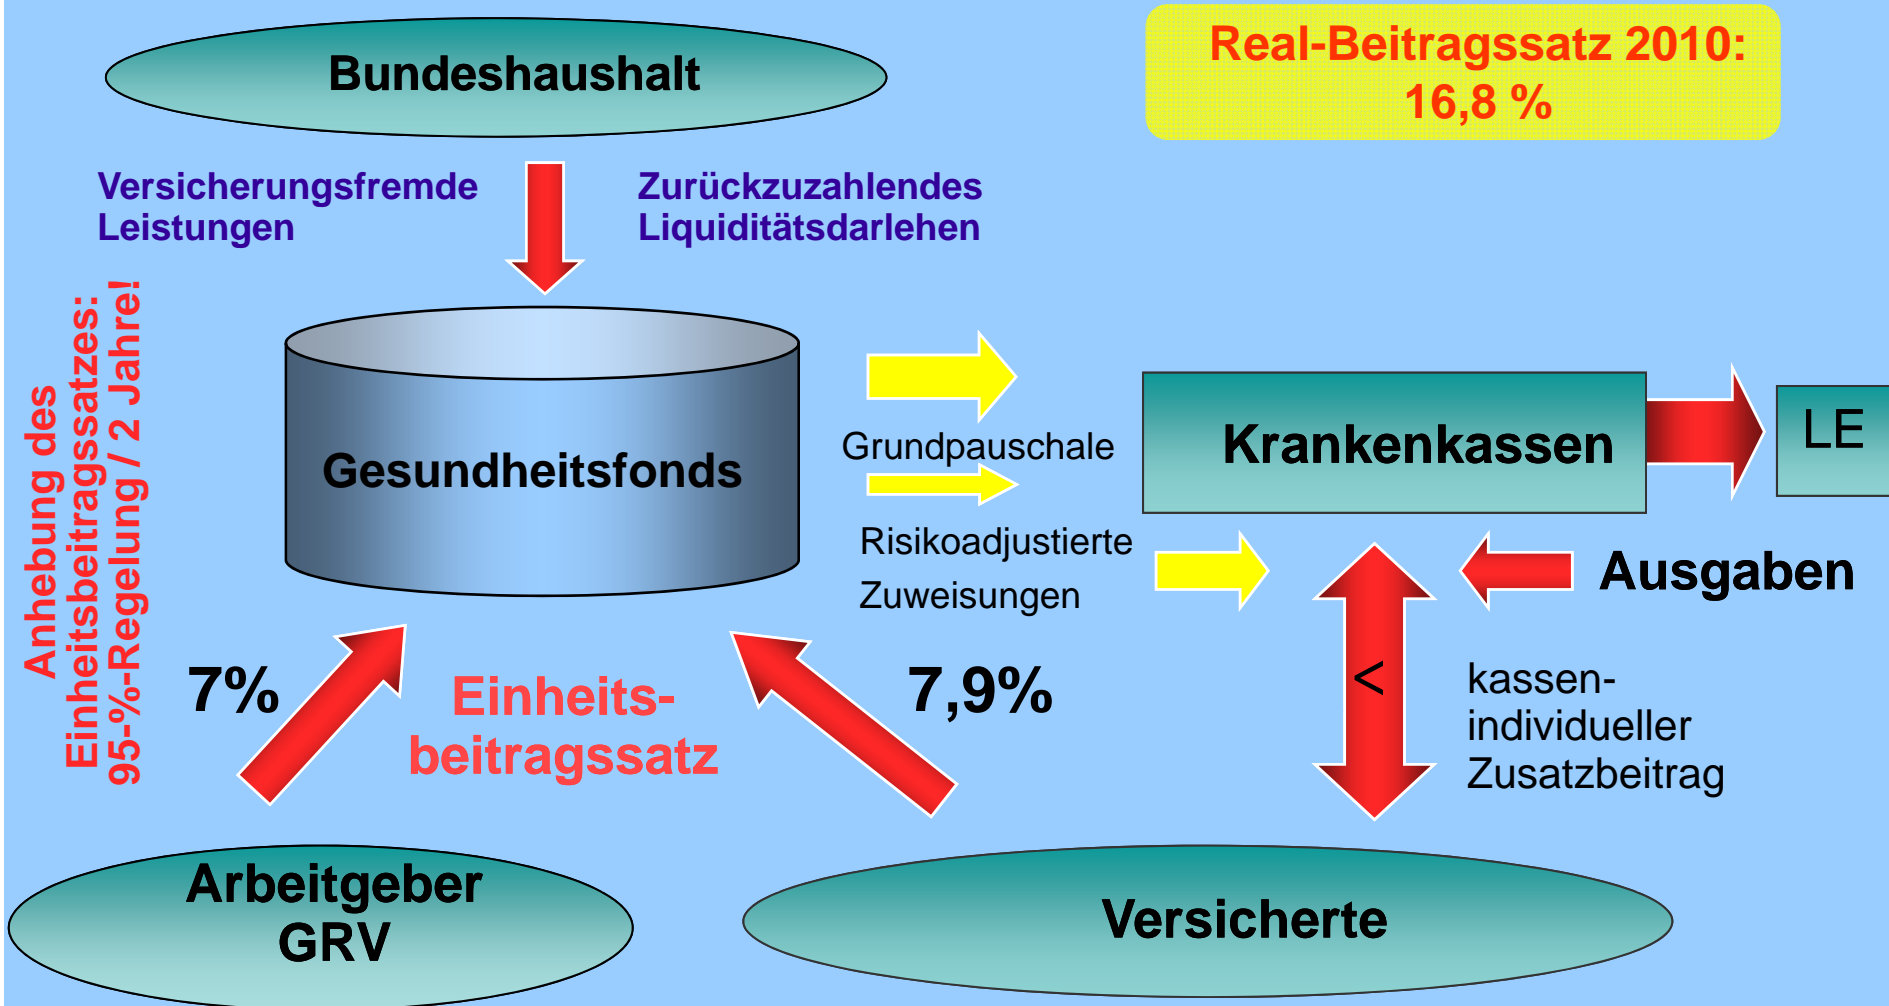 Bundeshaushalt
Real-Beitragssatz 2010:
16,8 %
Versicherungsfremde
Leistungen
Zurückzuzahlendes
Liquiditätsdarlehen
Anhebung des
Einheitsbeitragssatzes:
95-%-Regelung / 2 Jahre!
Gesundheitsfonds
Grundpauschale
Risikoadjustierte
Zuweisungen
Krankenkassen
LE
Ausgaben
7%
Einheits-
beitragssatz
7,9%
<
kassen-
individueller
Zusatzbeitrag
Arbeitgeber
GRV
Versicherte